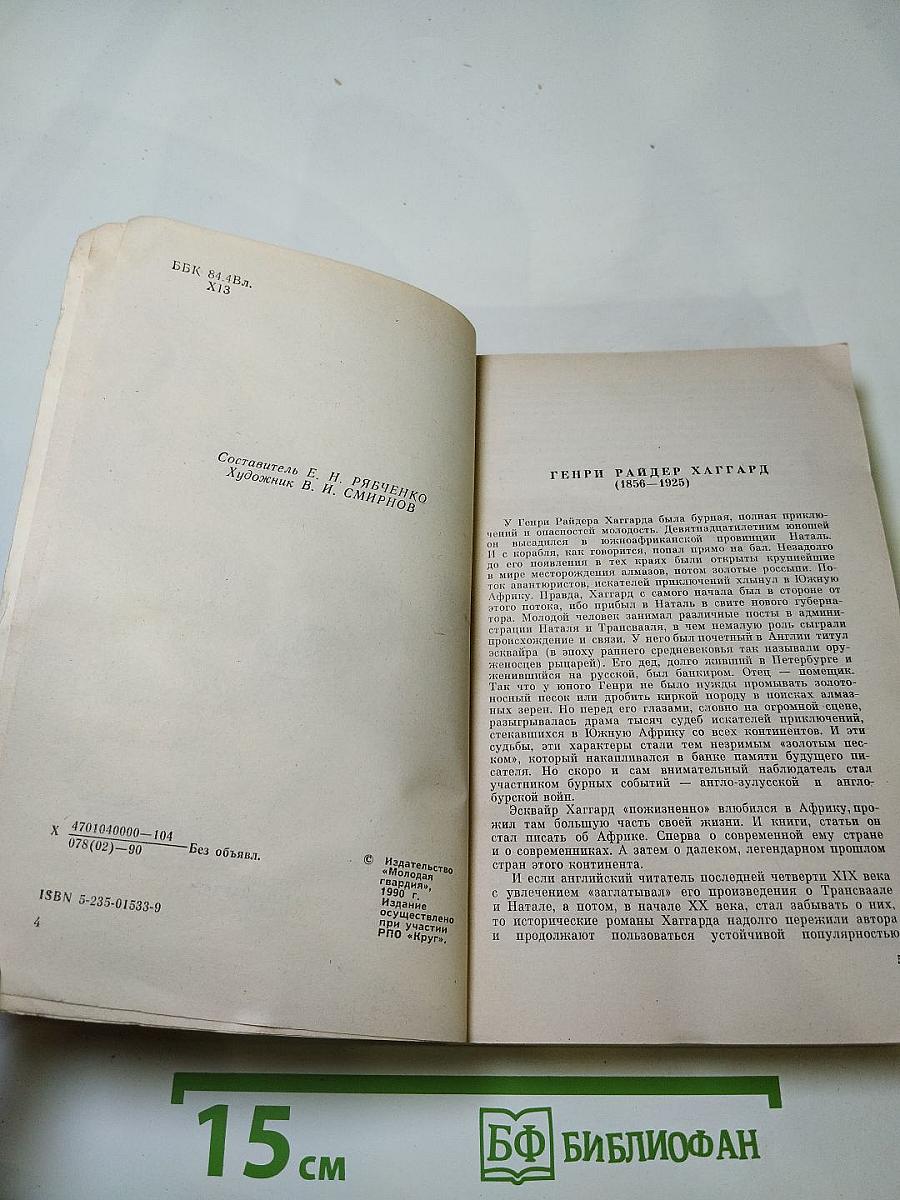 ББК 84.4Вл.
Х13
Составитель Е. Н. РЯБЧЕНКО
Художник В. И. СМИРНОВ
Х 4701040000—104
078(02)—90 Без объявл.
ISBN 5-235-01533-9
4
© Издательство
«Молодая
гвардия»,
1990 г.
Издание
осуществлено
при участии
РПО «Круг».
ГЕНРИ РАЙДЕР ХАГГАРД
(1856—1925)
У Генри Райдера Хаггарда была бурная, полная приклю-
чений и опасностей молодость. Девятнадцатилетним юношей
он высадился в южноафриканской провинции Наталь.
И с корабля, как говорится, попал прямо на бал. Незадолго
до его появления в тех краях были открыты крупнейшие
в мире месторождения алмазов, потом золотые россыпи. По-
ток авантюристов, искателей приключений хлынул в Южную
Африку. Правда, Хаггард с самого начала был в стороне от
этого потока, ибо прибыл в Наталь в свите нового губерна-
тора. Молодой человек занимал различные посты в админи-
страции Наталя и Трансвааля, в чем немалую роль сыграли
происхождение и связи. У него был почетный в Англии титул
эсквайра (в эпоху раннего средневековья так называли ору-
женосцев рыцарей). Его дед, долго живший в Петербурге и
женившийся на русской, был банкиром. Отец — помещик.
Так что у юного Генри не было нужды промывать золото-
носный песок или дробить киркой породу в поисках алмаз-
ных зерен. Но перед его глазами, словно на огромной сцене,
разыгрывалась драма тысяч судеб искателей приключений,
стекавшихся в Южную Африку со всех континентов. И эти
судьбы, эти характеры стали тем незримым «золотым пес-
ком», который накапливался в банке памяти будущего пи-
сателя. Но скоро и сам внимательный наблюдатель стал
участником бурных событий — англо-зулусской и англо-
бурской войн.
Эсквайр Хаггард «пожизненно» влюбился в Африку, про-
жил там большую часть своей жизни. И книги, статьи он
стал писать об Африке. Сперва о современной ему стране
и о современниках. А затем о далеком, легендарном прошлом
стран этого континента.
И если английский читатель последней четверти XIX века
с увлечением «заглатывал» его произведения о Трансваале
и Натале, а потом, в начале XX века, стал забывать о них,
то исторические романы Хаггарда надолго пережили автора
и продолжают пользоваться устойчивой популярностью
15 см
БФ БИБЛИОФАН